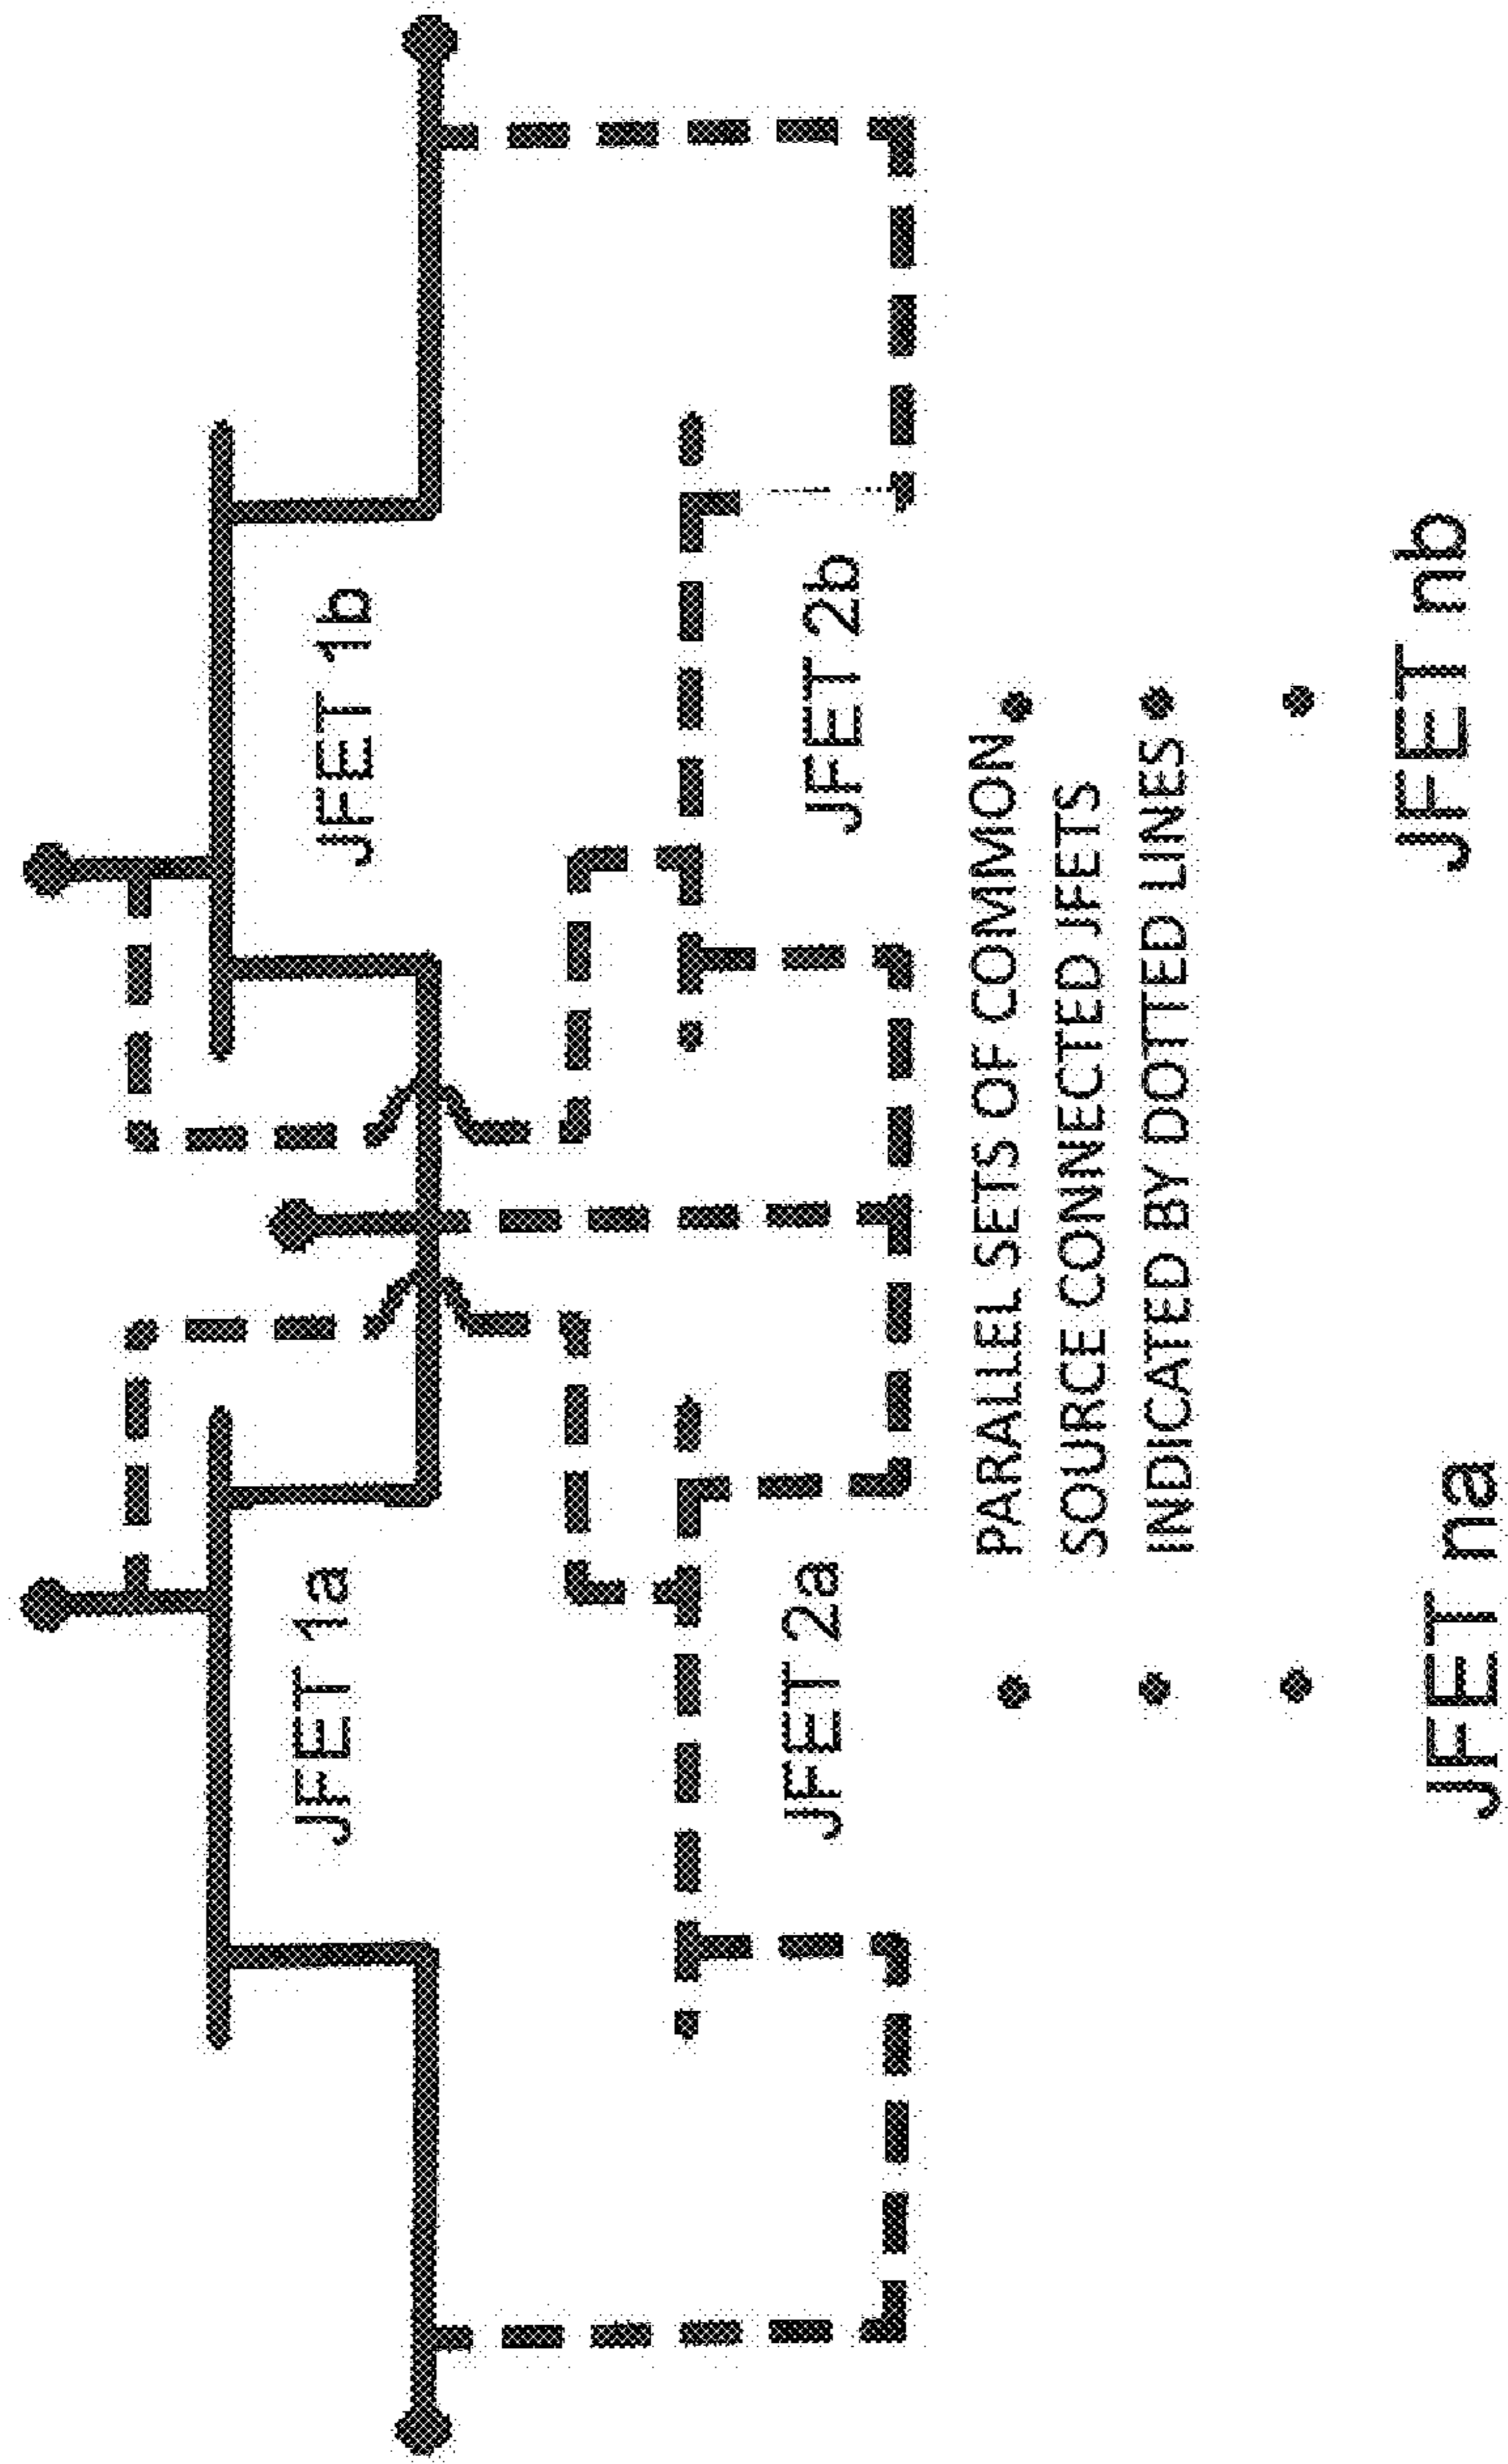 JFET 1a
JFET 1b
JFET 2a
JFET 2b
PARALLEL SETS OF COMMON
SOURCE CONNECTED JFETS
INDICATED BY DOTTED LINES
JFET na
JFET nb